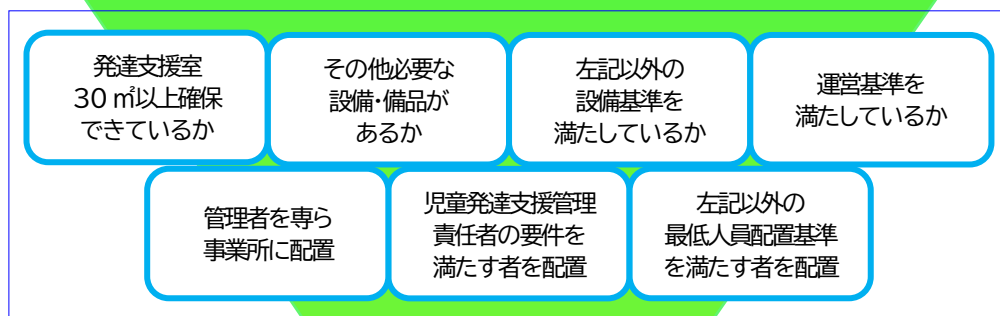 発達支援室
30㎡以上確保
できているか
その他必要な
設備･備品が
あるか
左記以外の
設備基準を
満たしているか
運営基準を
満たしているか
管理者を専ら
事業所に配置
児童発達支援管理
責任者の要件を
満たす者を配置
左記以外の
最低人員配置基準
を満たす者を配置